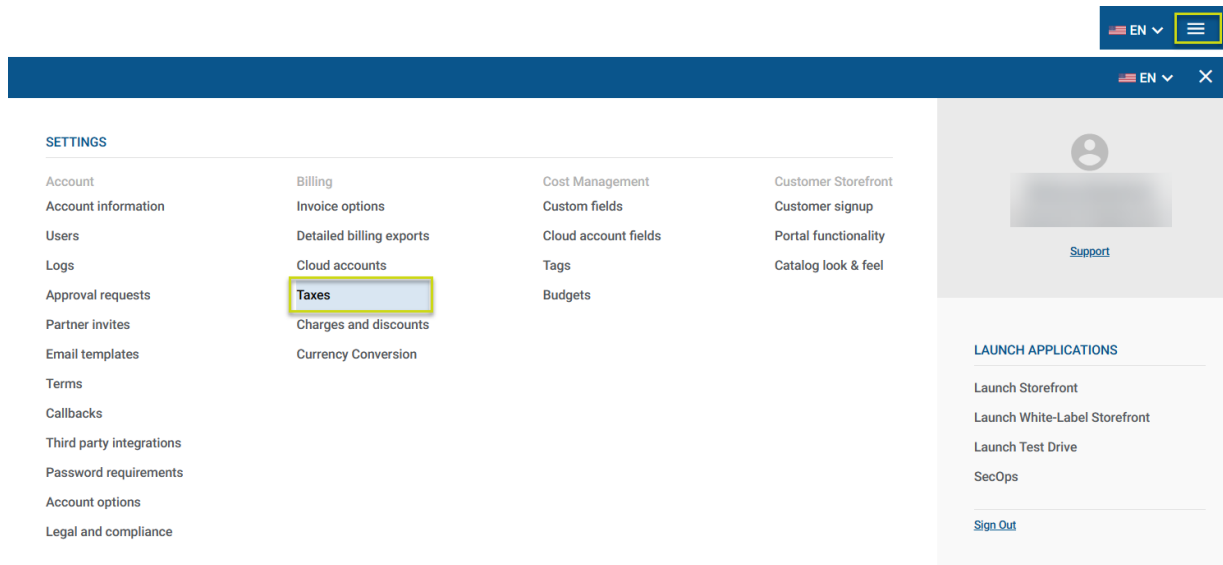 EN
EN
SETTINGS
Account
Account information
Users
Logs
Approval requests
Partner invites
Email templates
Terms
Callbacks
Third party integrations
Password requirements
Account options
Legal and compliance
Billing
Invoice options
Detailed billing exports
Cloud accounts
Taxes
Charges and discounts
Currency Conversion
Cost Management
Custom fields
Cloud account fields
Tags
Budgets
Customer Storefront
Customer signup
Portal functionality
Catalog look & feel
Support
LAUNCH APPLICATIONS
Launch Storefront
Launch White-Label Storefront
Launch Test Drive
SecOps
Sign Out